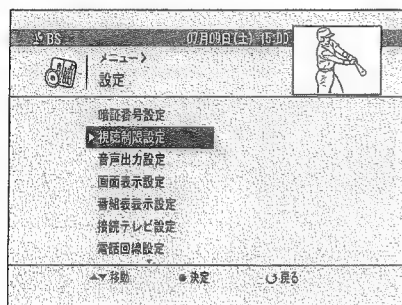 BS 07月09日(土) 15:00
メニュー〉
設定
暗証番号設定
▶視聴制限設定
音声出力設定
画面表示設定
番組表表示設定
接続テレビ設定
電話回線設定
▲▼移動 ●決定 ↺戻る